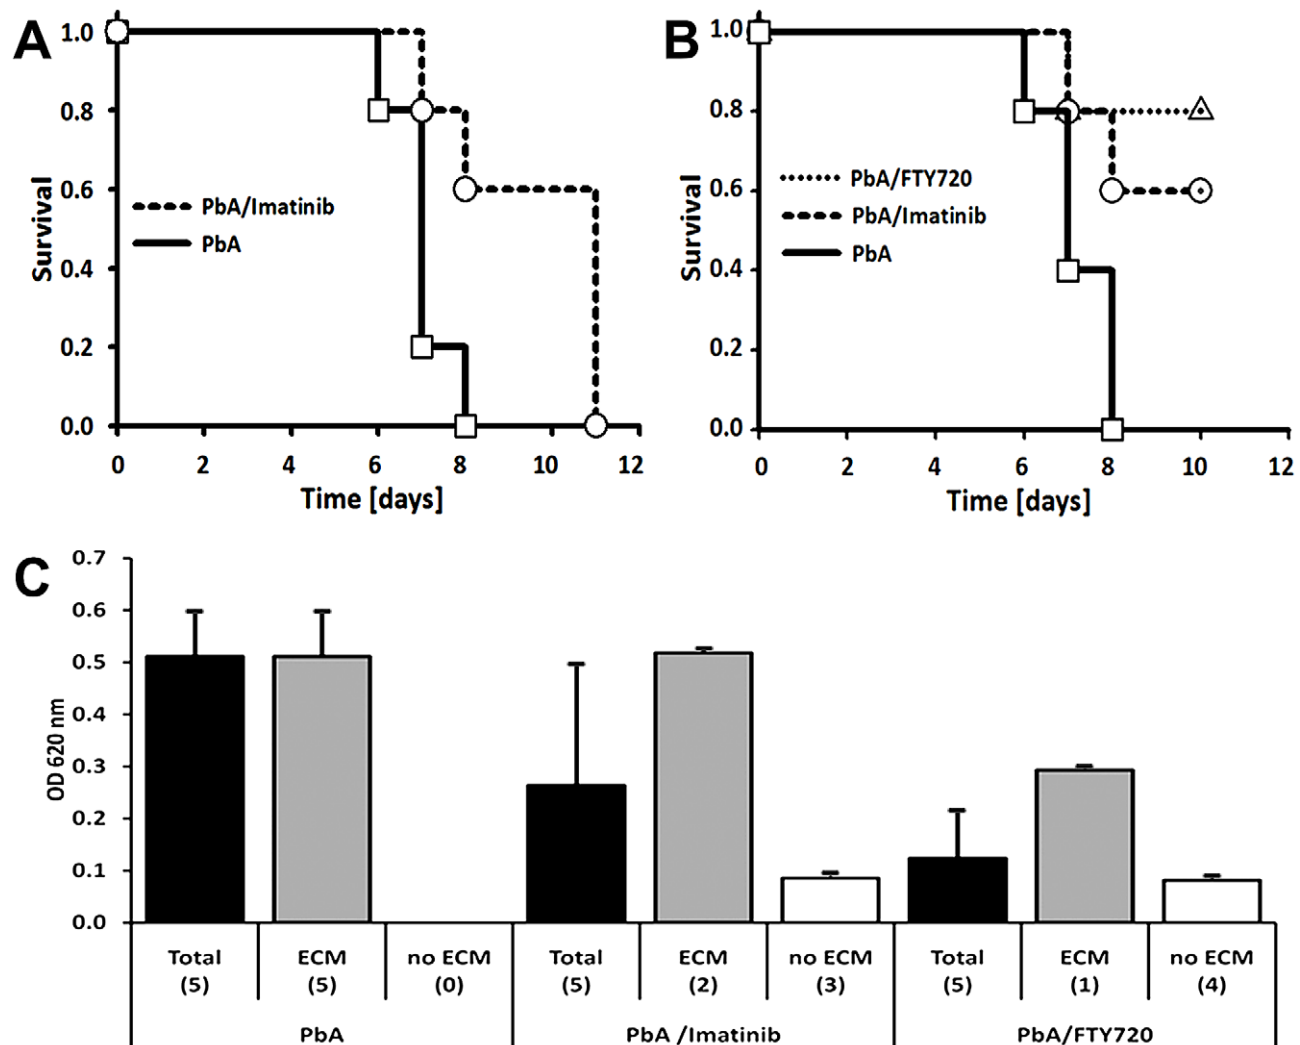 A
1.0
0.8
0.6
0.4
0.2
0.0
Survival
PbA/Imatinib
PbA
0 2 4 6 8 10 12
Time [days]
B
1.0
0.8
0.6
0.4
0.2
0.0
Survival
PbA/FTY720
PbA/Imatinib
PbA
0 2 4 6 8 10 12
Time [days]
C
0.7
0.6
0.5
0.4
0.3
0.2
0.1
0.0
OD 620 nm
Total ECM no ECM Total ECM no ECM Total ECM no ECM
(5) (5) (0) (5) (2) (3) (5) (1) (4)
PbA PbA /Imatinib PbA/FTY720